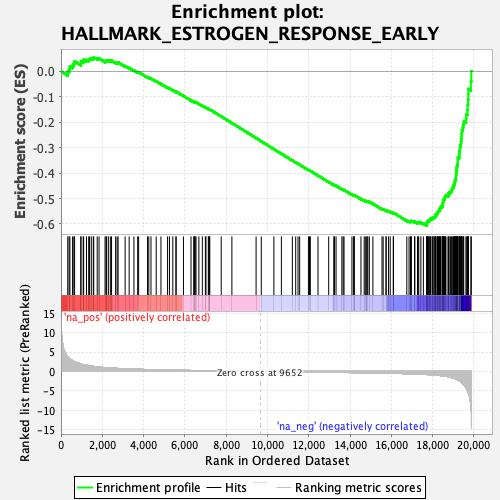 Enrichment plot:
HALLMARK_ESTROGEN_RESPONSE_EARLY
Enrichment score (ES)
0.0
-0.1
-0.2
-0.3
-0.4
-0.5
-0.6
'na_pos' (positively correlated)
Ranked list metric (PreRanked)
15
10
5
0
-5
-10
-15
Zero cross at 9652
'na_neg' (negatively correlated)
0
2,000
4,000
6,000
8,000
10,000
12,000
14,000
16,000
18,000
20,000
Rank in Ordered Dataset
Enrichment profile
Hits
Ranking metric scores